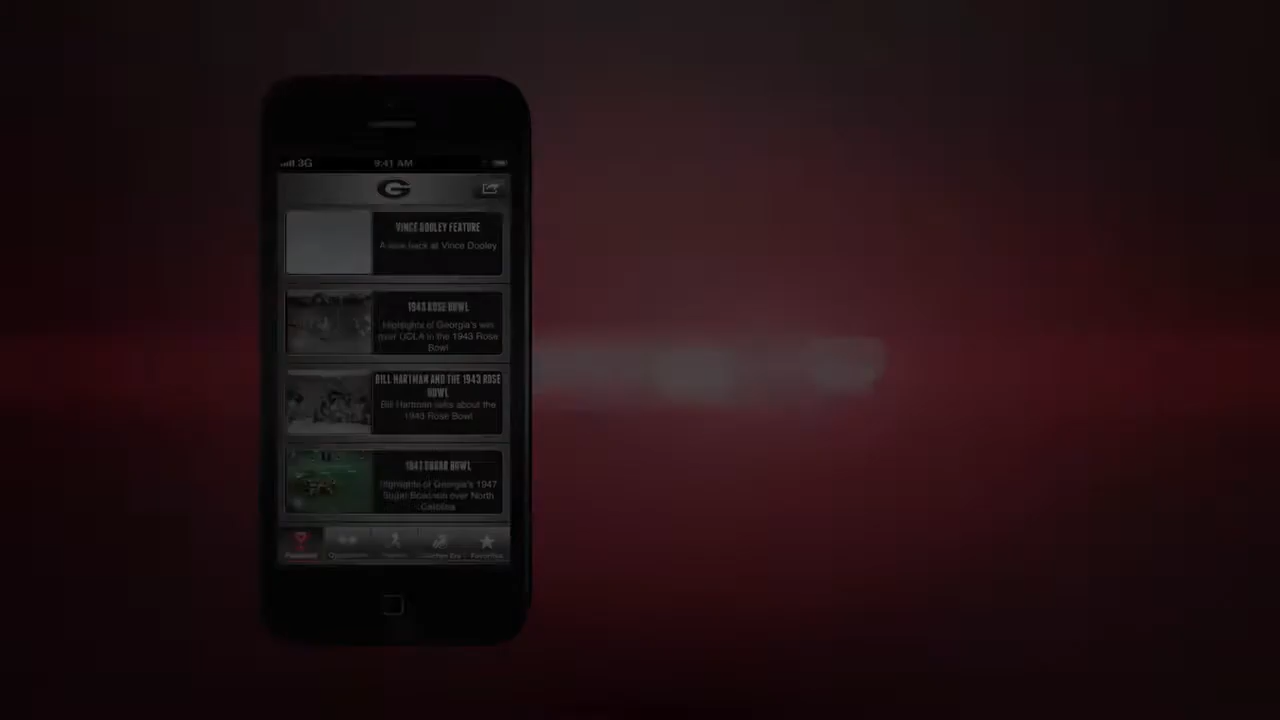 3G 9:41 AM
G
VINCE DOOLEY FEATURE
A look back at Vince Dooley
1943 ROSE BOWL
Highlights of Georgia's win
over UCLA in the 1943 Rose
Bowl
BILL HARTMAN AND THE 1943 ROSE
BOWL
Bill Hartman talks about the
1943 Rose Bowl
1947 SUGAR BOWL
Highlights of Georgia's 1947
Sugar Bowl win over North
Carolina
Opponents
Favorites